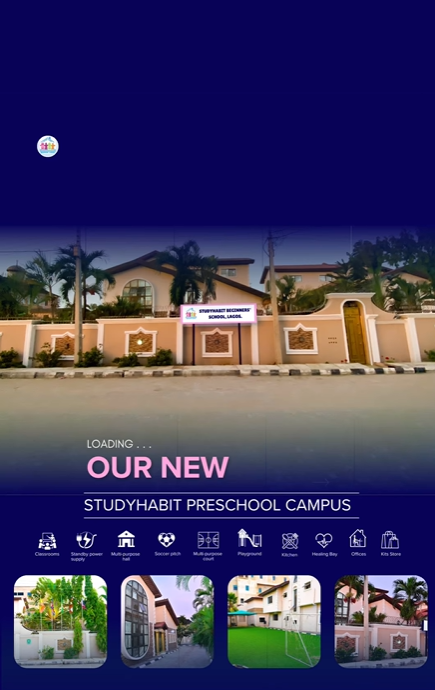 STUDYHABIT BEGINNERS'
SCHOOL, LAGOS.
LOADING . . .
OUR NEW
STUDYHABIT PRESCHOOL CAMPUS
Classrooms
Standby power
supply
Multi-purpose
hall
Soccer pitch
Multi-purpose
court
Playground
Kitchen
Healing Bay
Offices
Kits Store